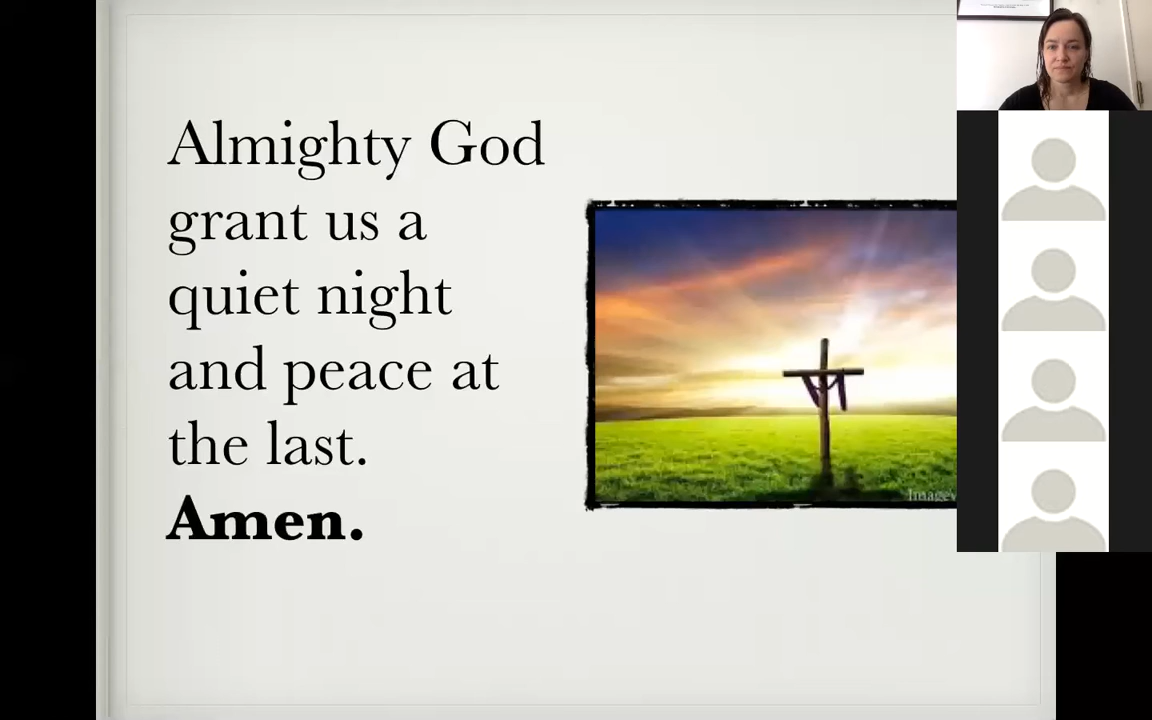 Almighty God
grant us a
quiet night
and peace at
the last.
Amen.